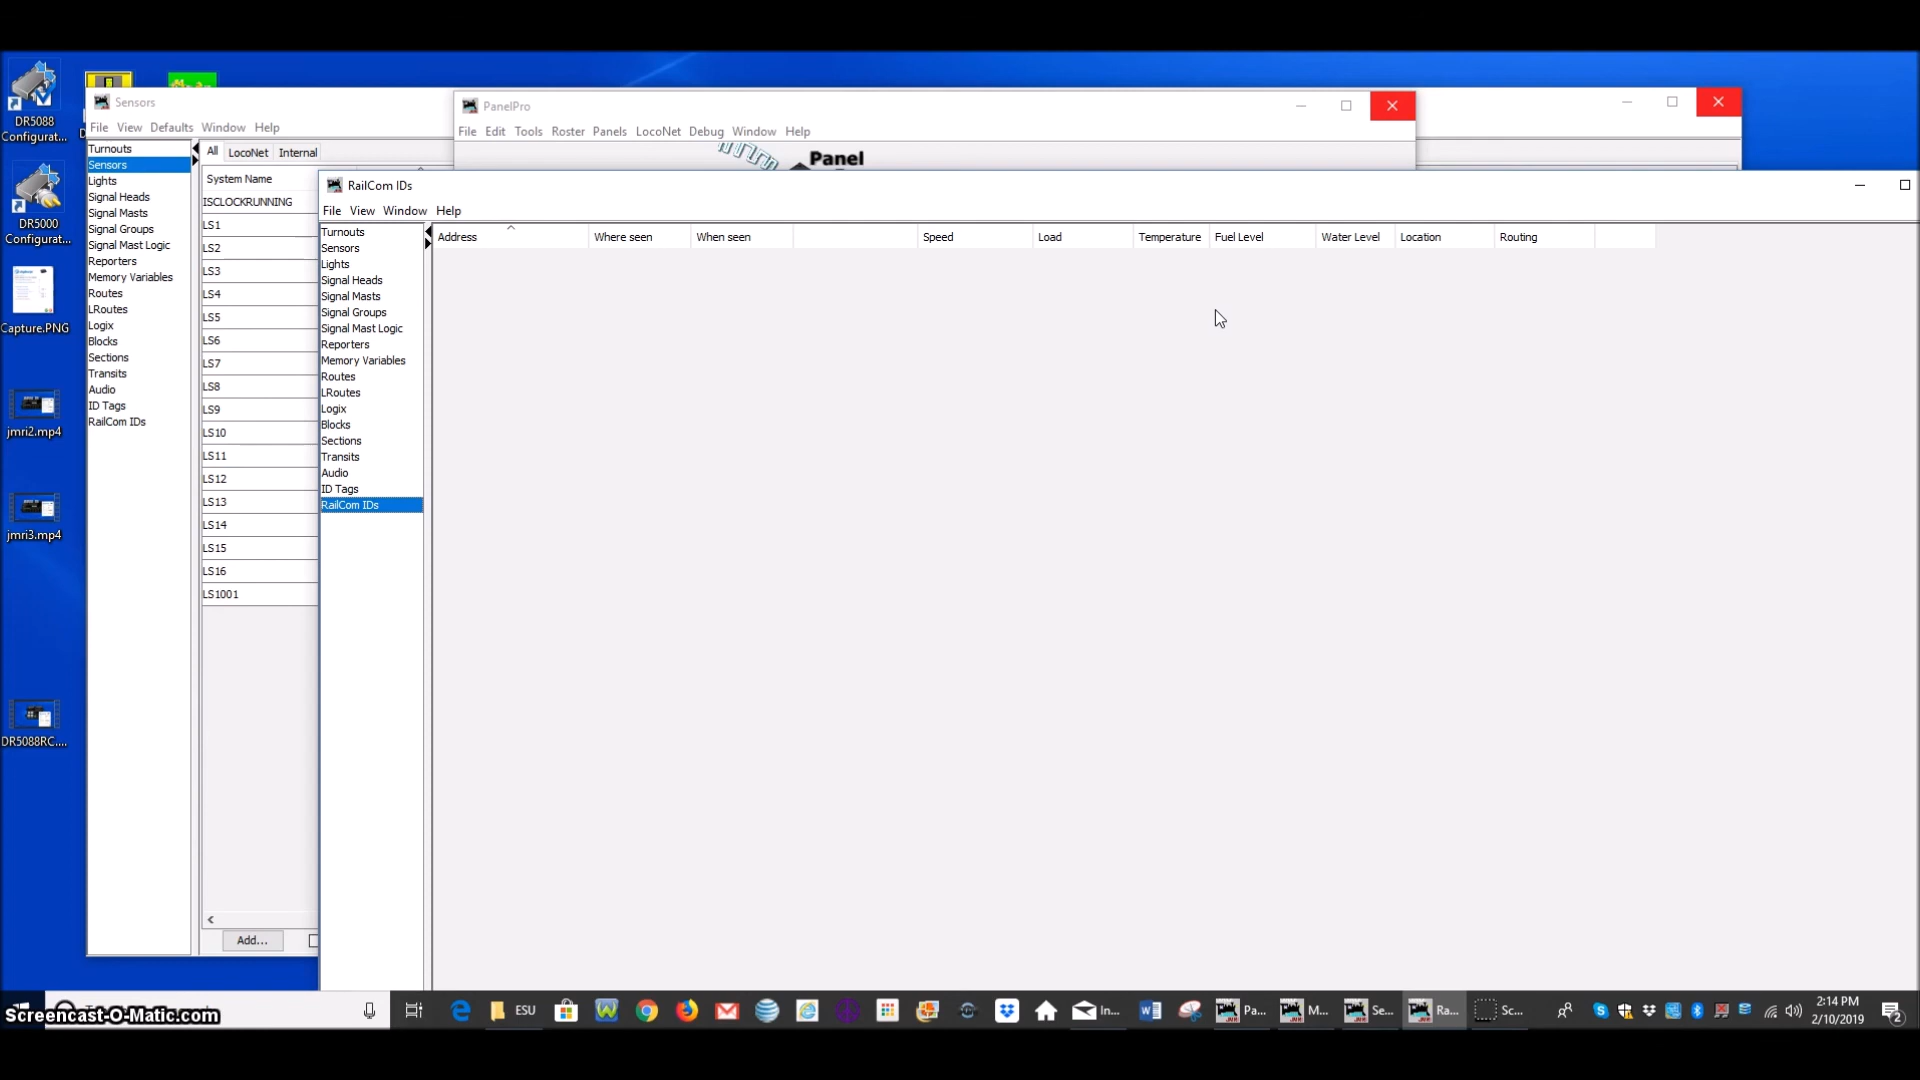 DR5088
Configurat...
DR5000
Configurat...
Capture.PNG
jmri2.mp4
jmri3.mp4
DR5088RC....
Sensors
File View Defaults Window Help
Turnouts
Sensors
Lights
Signal Heads
Signal Masts
Signal Groups
Signal Mast Logic
Reporters
Memory Variables
Routes
LRoutes
Logix
Blocks
Sections
Transits
Audio
ID Tags
RailCom IDs
All LocoNet Internal
System Name
ISCLOCKRUNNING
LS1
LS2
LS3
LS4
LS5
LS6
LS7
LS8
LS9
LS10
LS11
LS12
LS13
LS14
LS15
LS16
LS1001
Add...
PanelPro
File Edit Tools Roster Panels LocoNet Debug Window Help
Panel
RailCom IDs
File View Window Help
Turnouts
Sensors
Lights
Signal Heads
Signal Masts
Signal Groups
Signal Mast Logic
Reporters
Memory Variables
Routes
LRoutes
Logix
Blocks
Sections
Transits
Audio
ID Tags
RailCom IDs
Address Where seen When seen Speed Load Temperature Fuel Level Water Level Location Routing
Screencast-O-Matic.com
ESU
In...
Pa...
M...
Se...
Ra...
Sc...
2:14 PM
2/10/2019
2